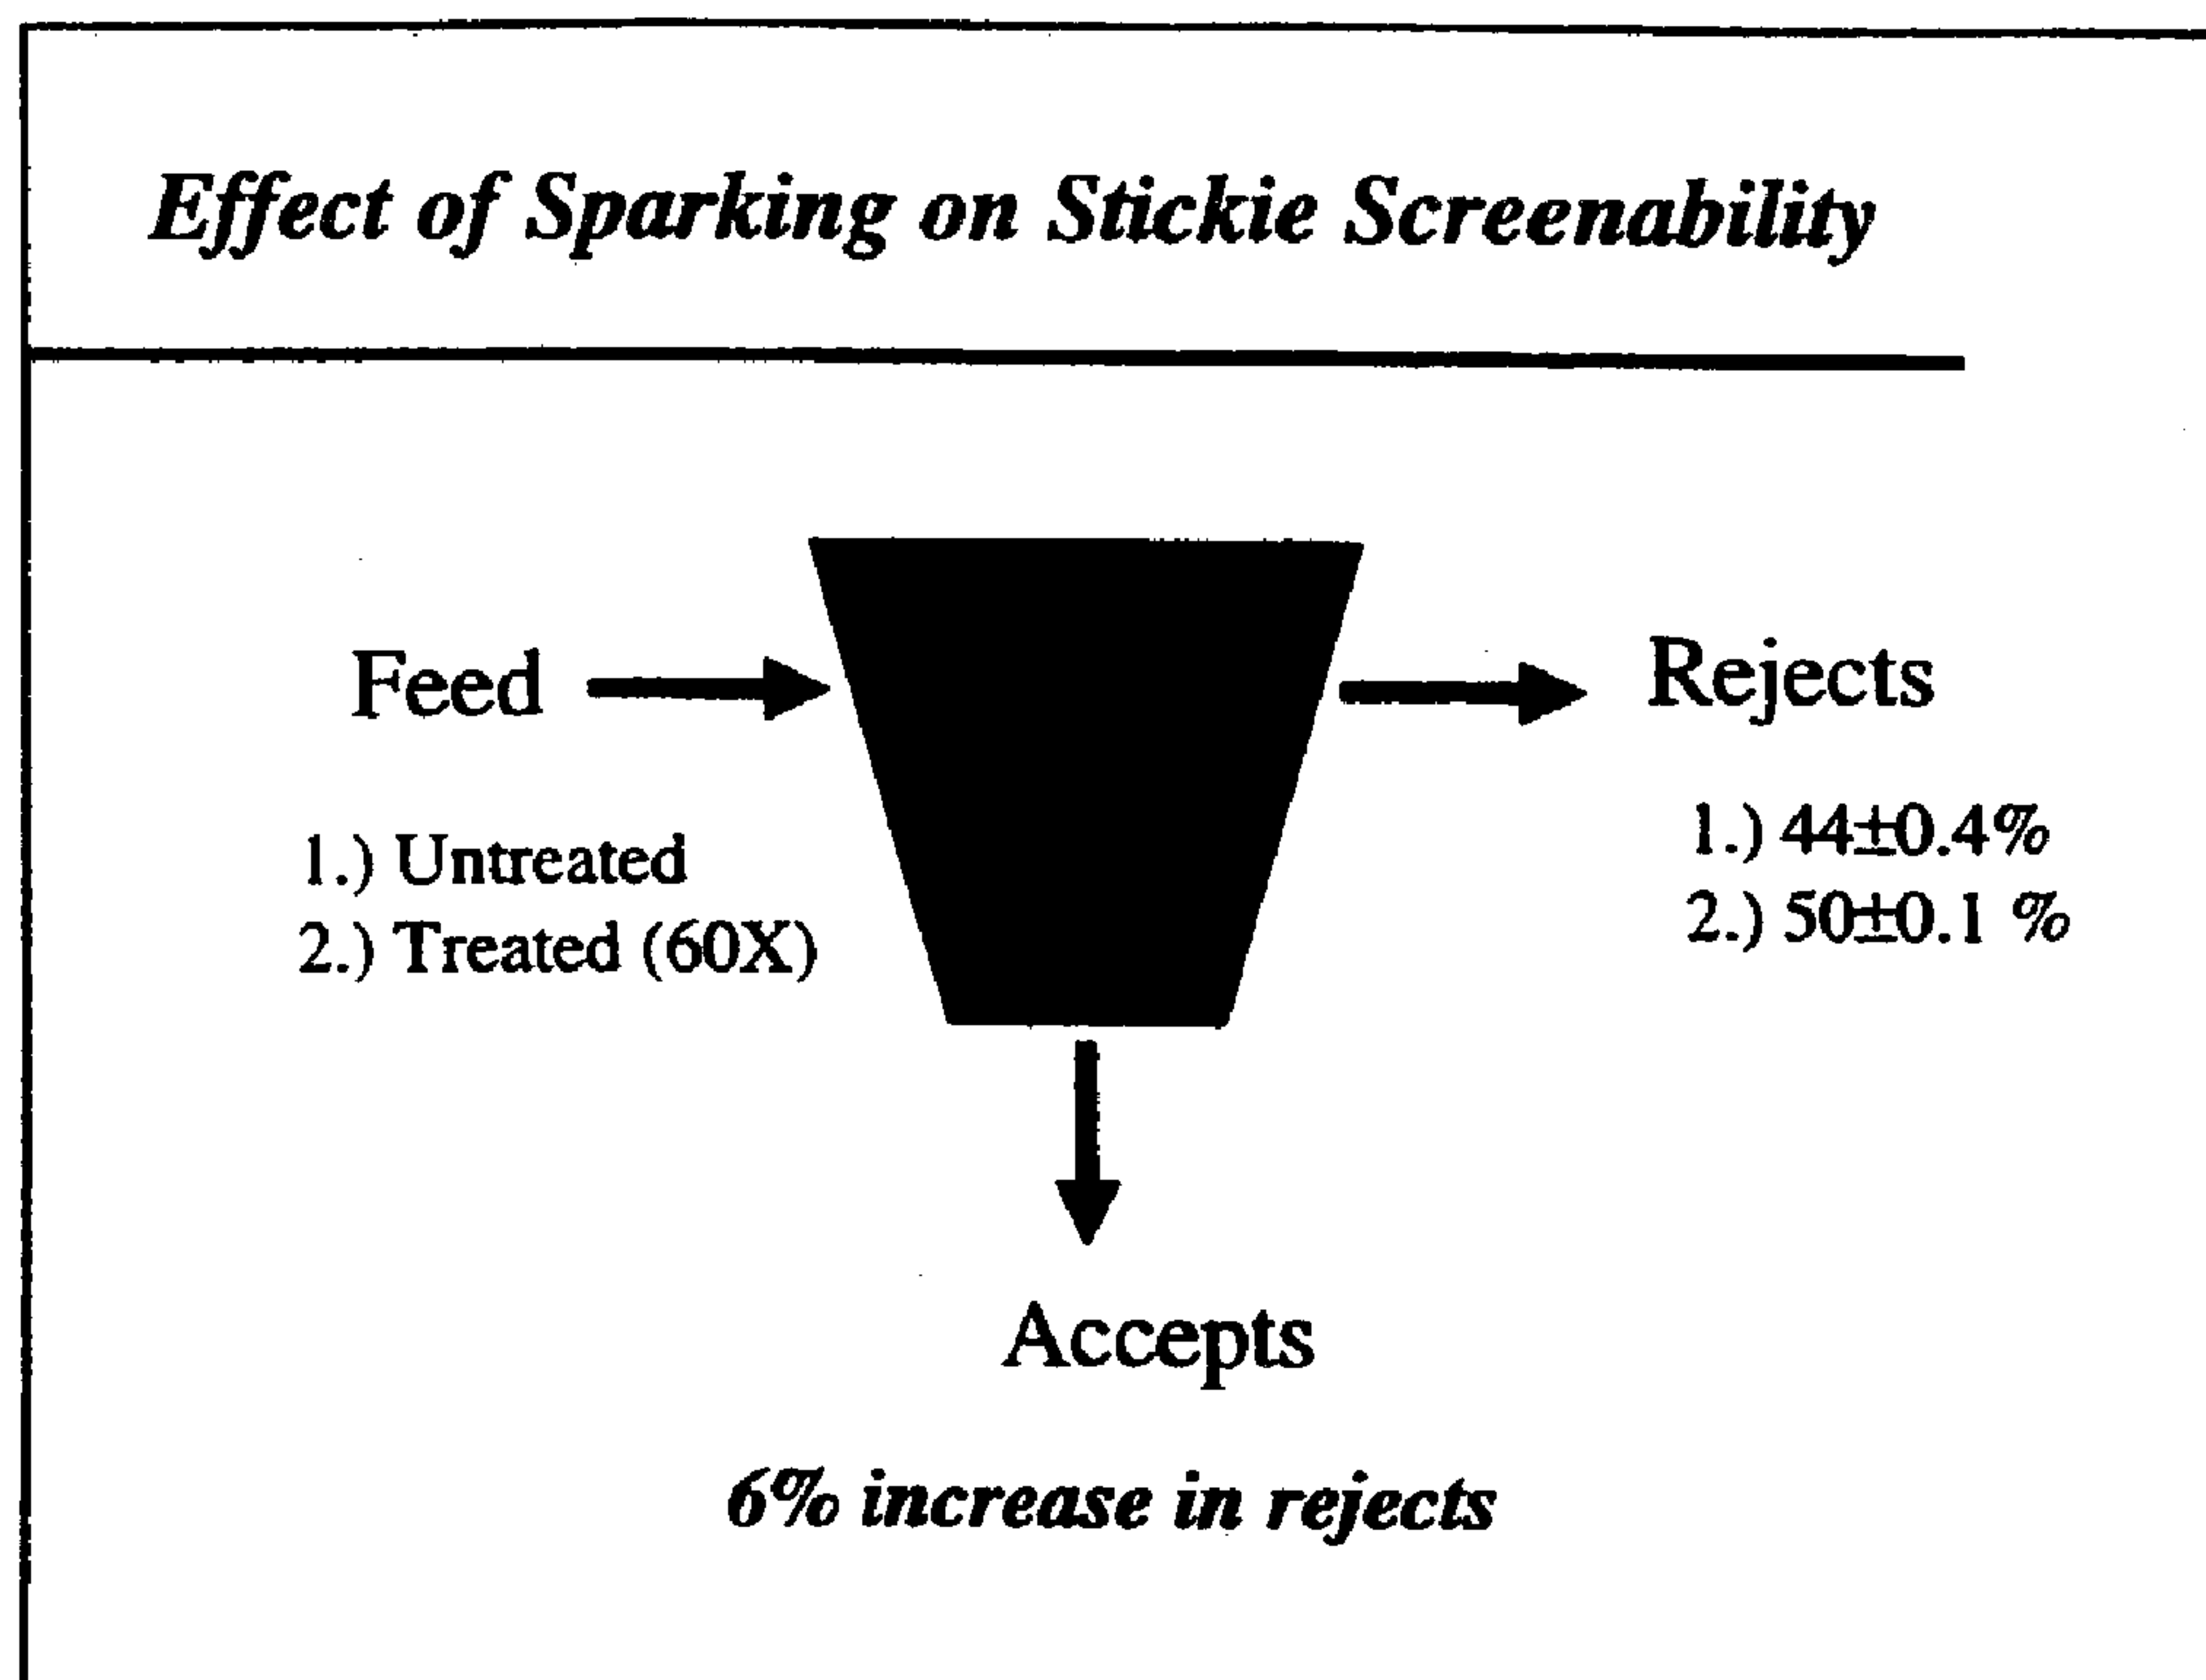 Effect of Sparking on Stickie Screenability
Feed
Rejects
1.) Untreated
2.) Treated (60X)
1.) 44±0.4%
2.) 50±0.1 %
Accepts
6% increase in rejects